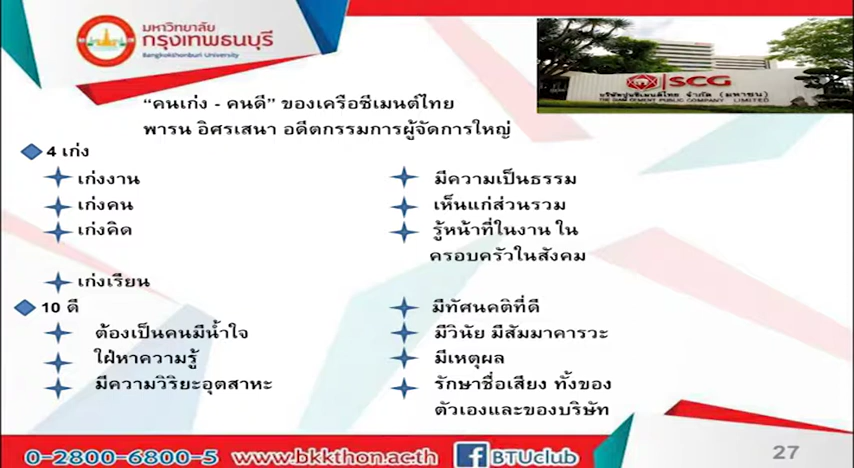 มหาวิทยาลัย
กรุงเทพธนบุรี
Bangkokthonburi University
SCG
บริษัทปูนซิเมนต์ไทย จำกัด (มหาชน)
THE SIAM CEMENT PUBLIC COMPANY LIMITED
“คนเก่ง - คนดี” ของเครือซีเมนต์ไทย
พารน อิศรเสนา อดีตกรรมการผู้จัดการใหญ่
4 เก่ง
เก่งงาน
เก่งคน
เก่งคิด
เก่งเรียน
10 ดี
ต้องเป็นคนมีน้ำใจ
ใฝ่หาความรู้
มีความวิริยะอุตสาหะ
มีความเป็นธรรม
เห็นแก่ส่วนรวม
รู้หน้าที่ในงาน ใน
ครอบครัวในสังคม
มีทัศนคติที่ดี
มีวินัย มีสัมมาคารวะ
มีเหตุผล
รักษาชื่อเสียง ทั้งของ
ตัวเองและของบริษัท
0-2800-6800-5 www.bkkthon.ac.th BTUclub
27